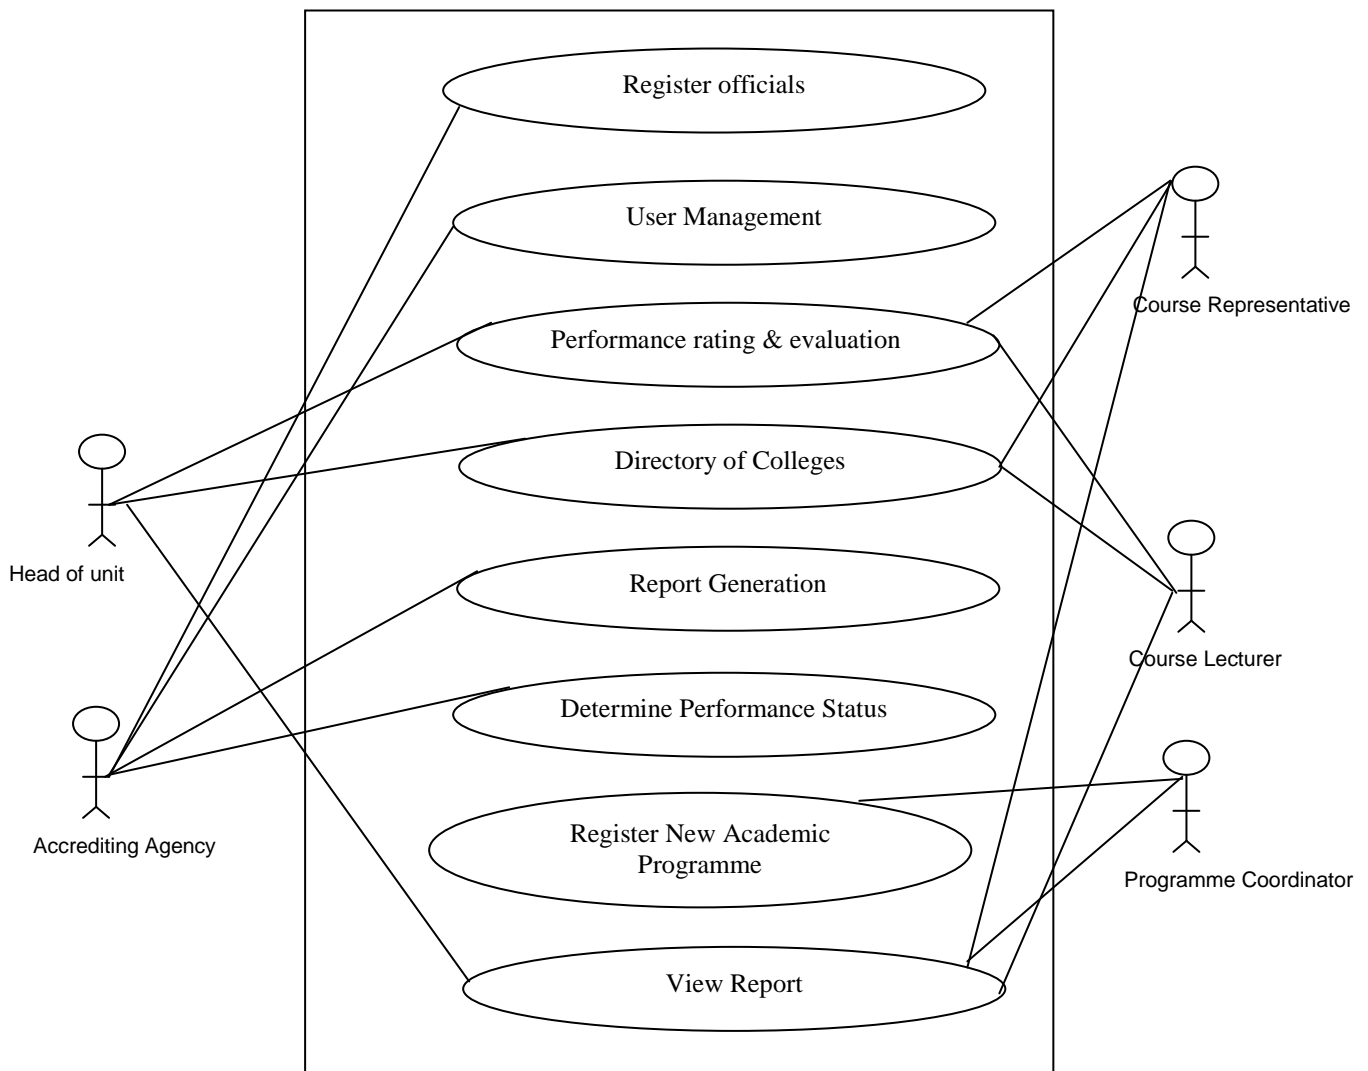 Register officials
User Management
Course Representative
Performance rating & evaluation
Directory of Colleges
Head of unit
Report Generation
Course Lecturer
Determine Performance Status
Accrediting Agency
Register New Academic
Programme
Programme Coordinator
View Report